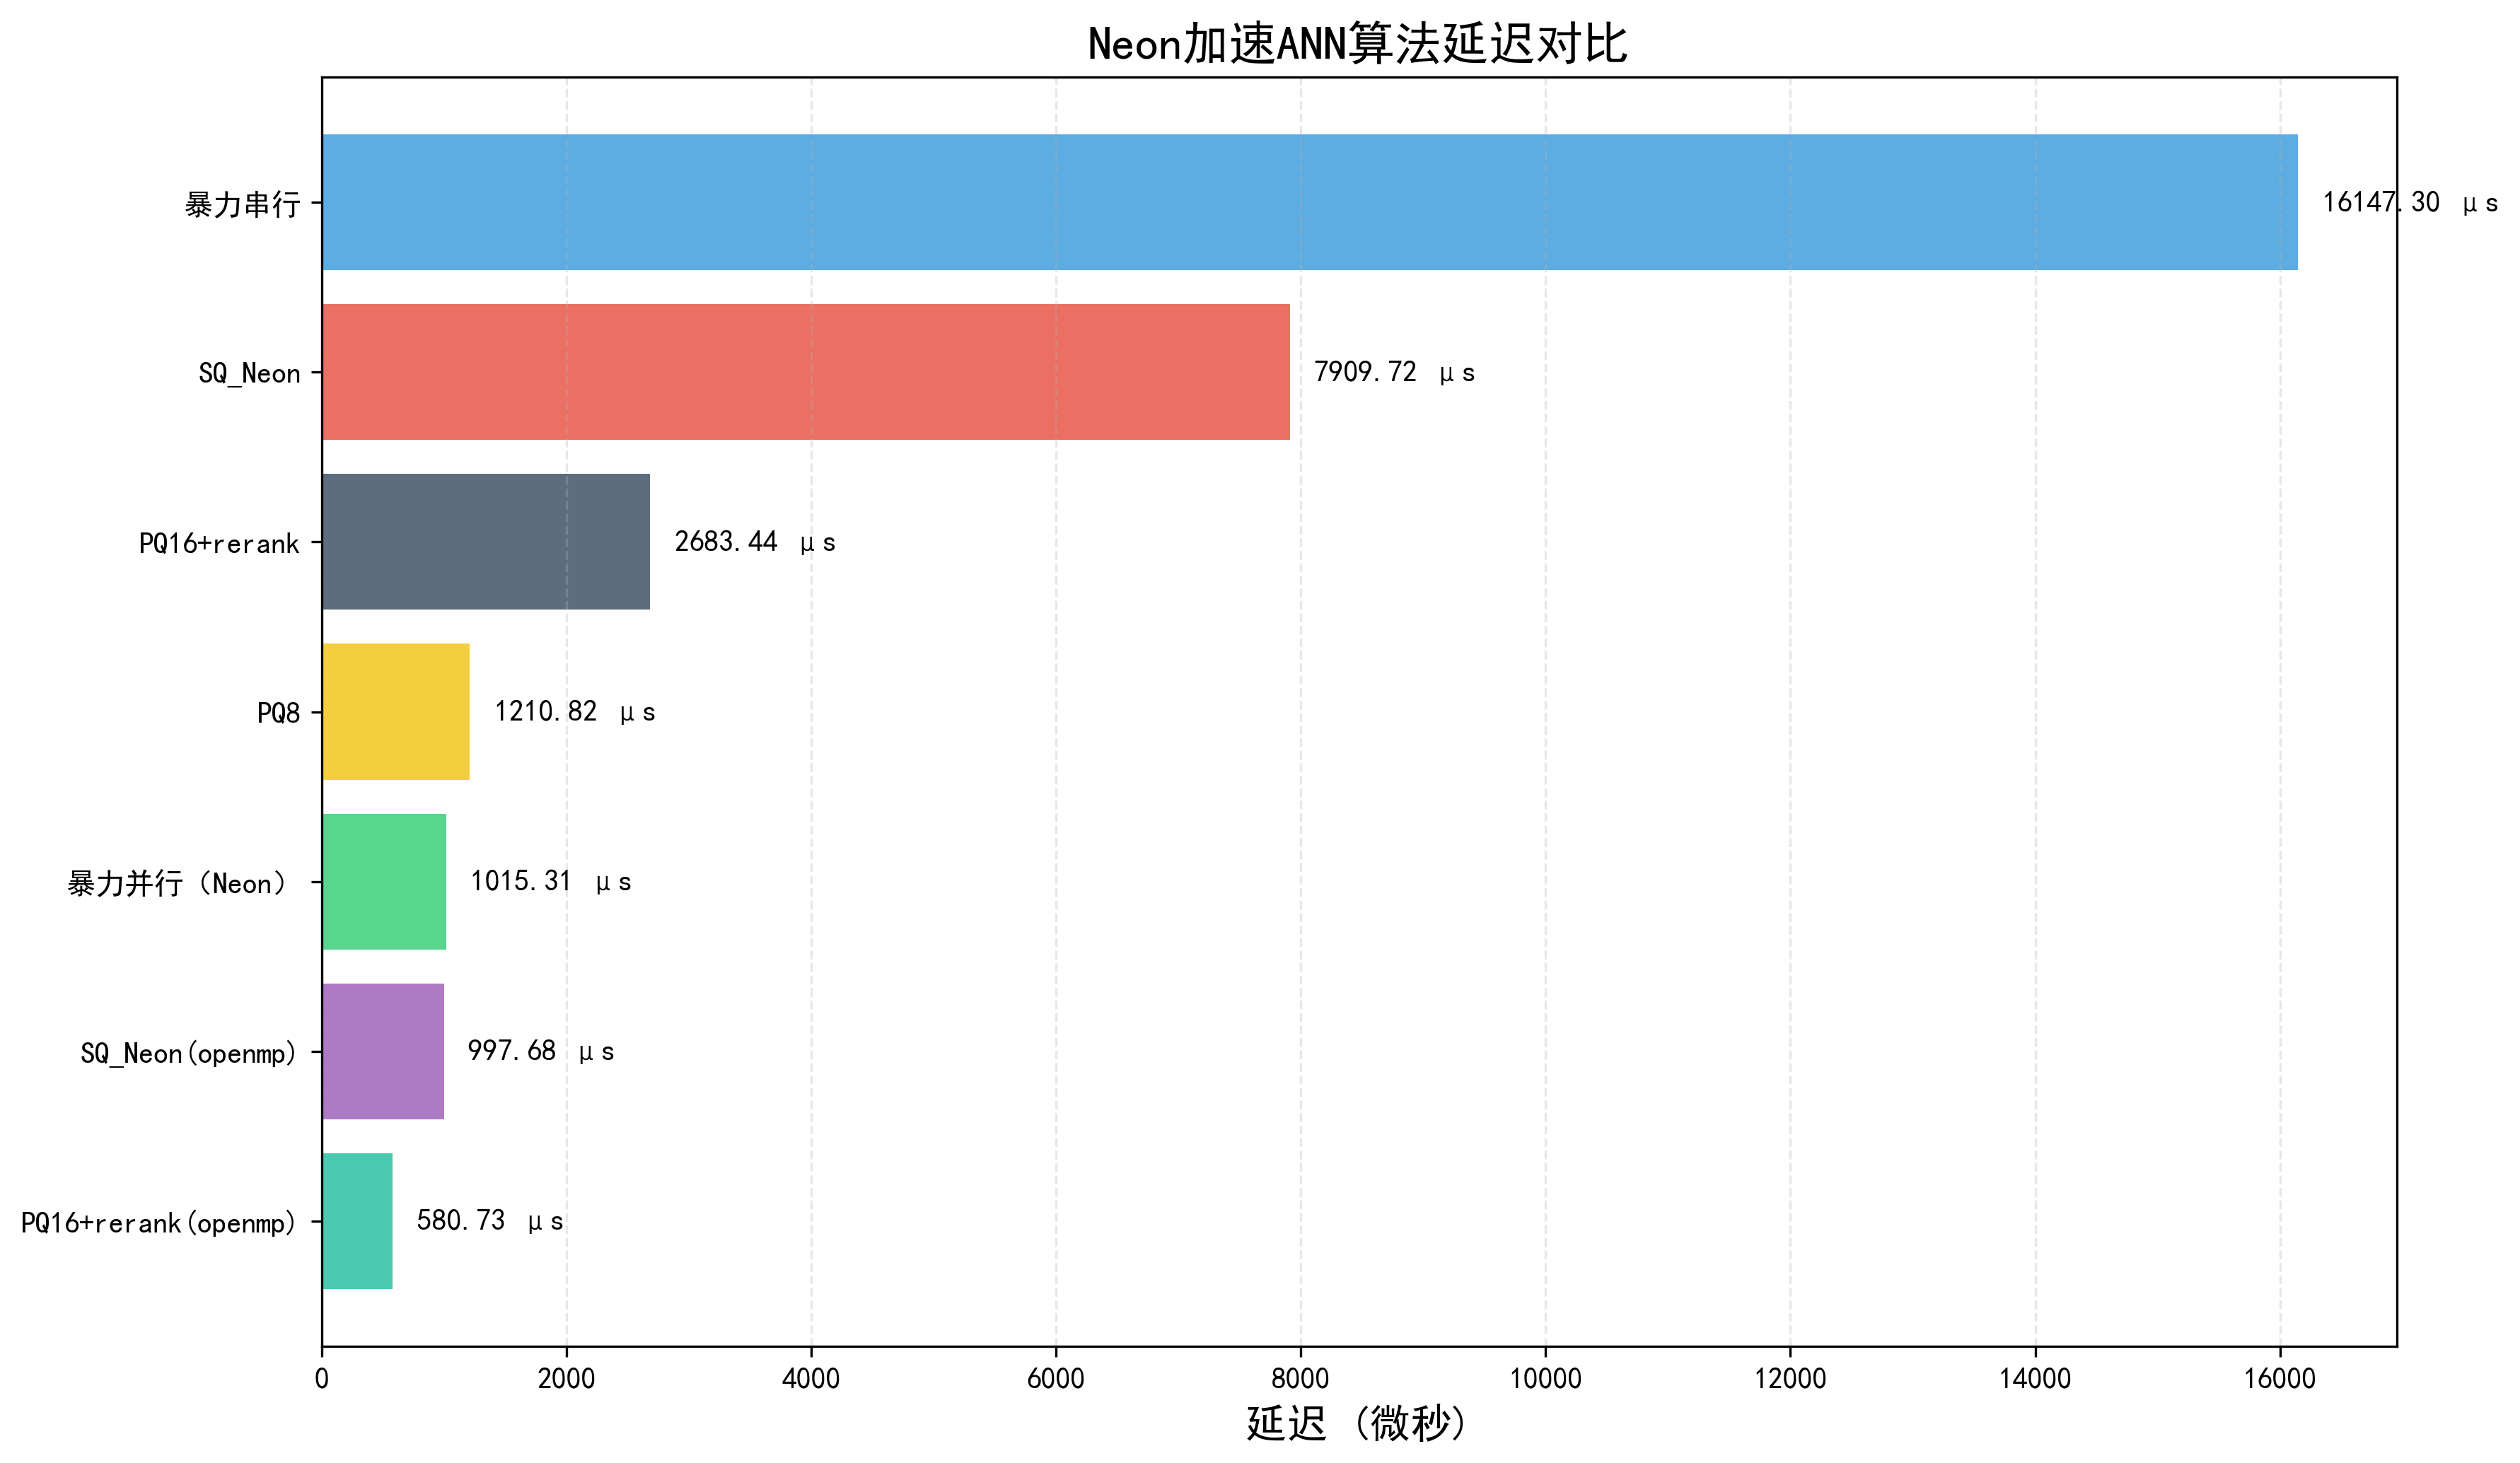 Neon加速ANN算法延迟对比
暴力串行
16147.30 μs
SQ_Neon
7909.72 μs
PQ16+rerank
2683.44 μs
PQ8
1210.82 μs
暴力并行（Neon）
1015.31 μs
SQ_Neon(openmp)
997.68 μs
PQ16+rerank(openmp)
580.73 μs
0 2000 4000 6000 8000 10000 12000 14000 16000
延迟 (微秒)